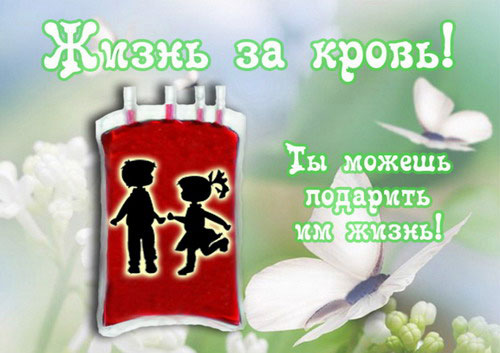 Жизнь за кровь!
Ты можешь
подарить
им жизнь!